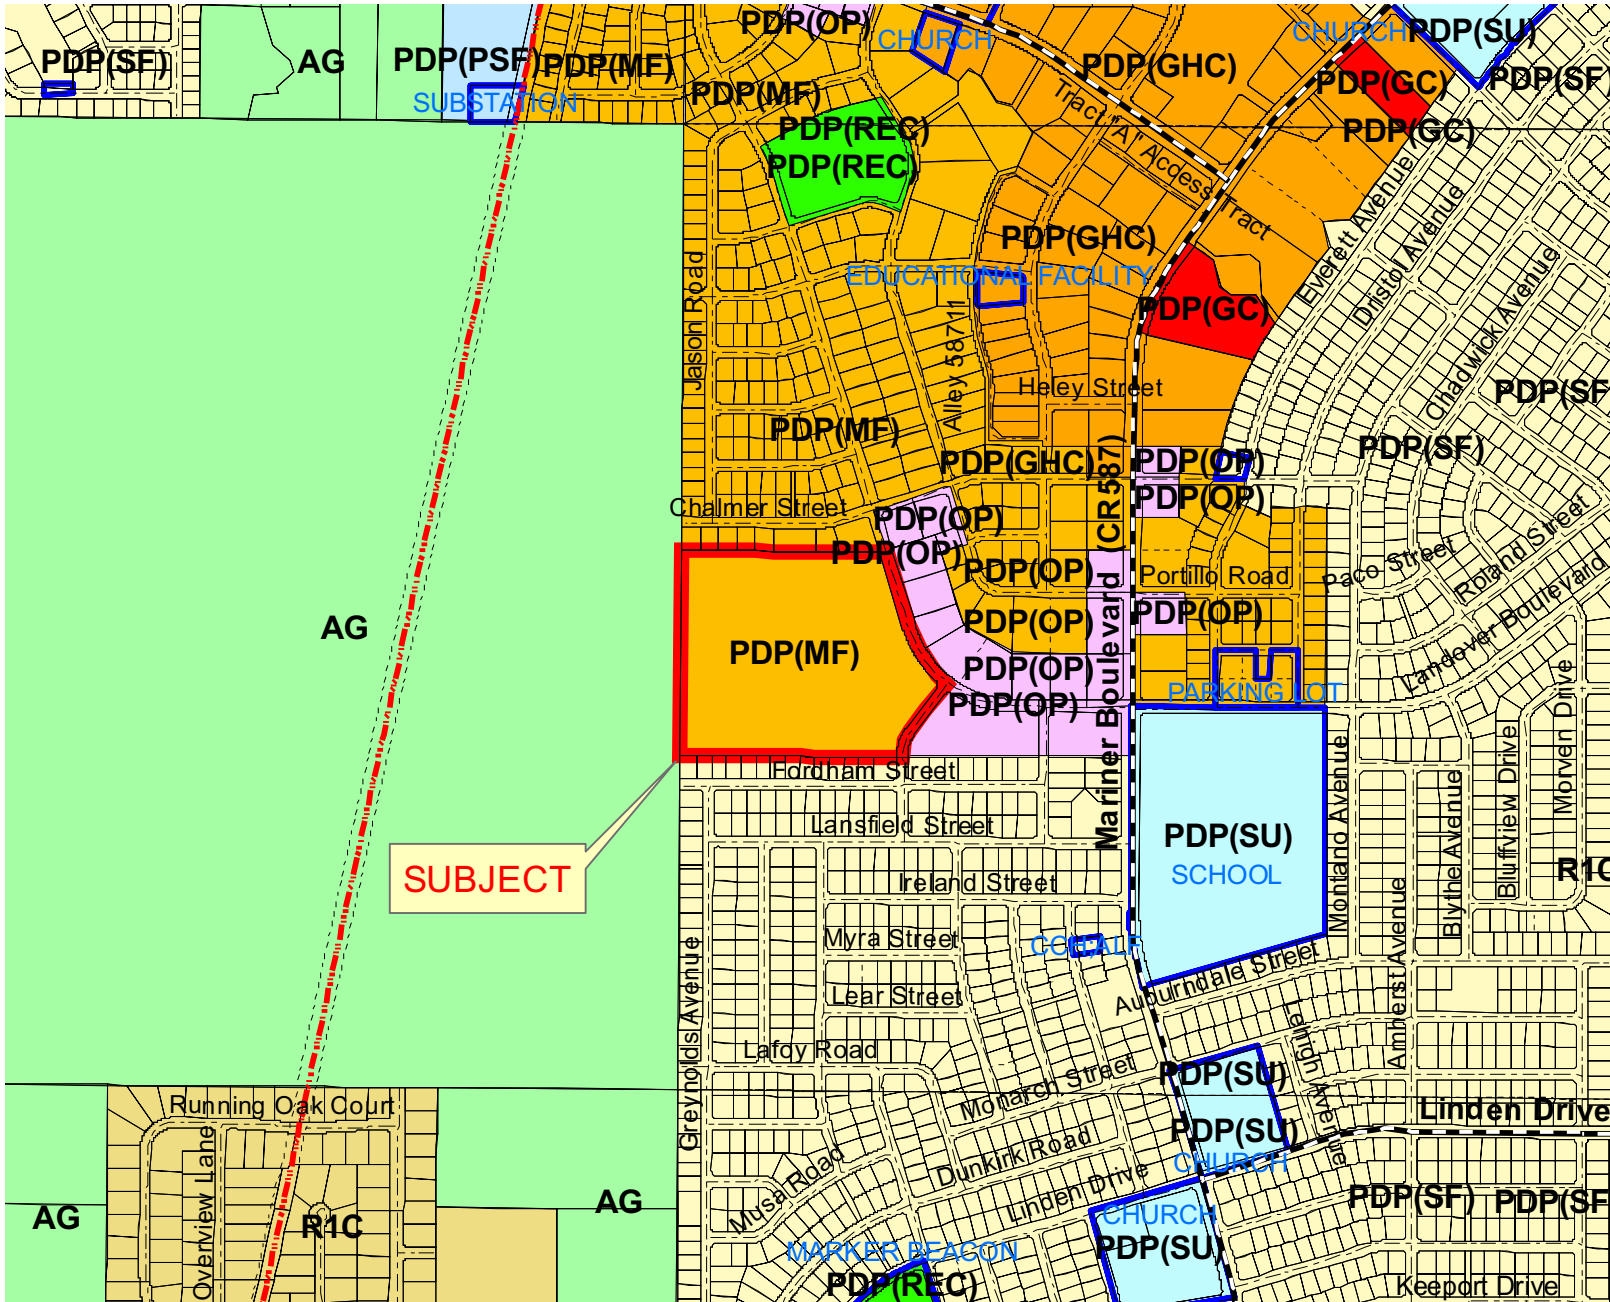 PDP(OP)
CHURCH
CHURCH
PDP(SU)
PDP(SF)
AG
PDP(PSF)
PDP(MF)
PDP(GHC)
PDP(GC)
PDP(SF)
SUBSTATION
PDP(MF)
PDP(REC)
PDP(GC)
Tract "A" Access Tract
PDP(REC)
Everett Avenue
Dristol Avenue
PDP(GHC)
EDUCATIONAL FACILITY
Chadwick Avenue
Jason Road
PDP(GC)
Alley 58711
Heley Street
PDP(SF
PDP(MF)
PDP(SF)
PDP(GHC)
PDP(OP)
PDP(OP)
Chalmer Street
PDP(OP)
Roland Street
PDP(OP)
PDP(OP)
Mariner Boulevard (CR587)
Portillo Road
Paco Street
PDP(OP)
PDP(OP)
Landover Boulevard
AG
PDP(MF)
PDP(OP)
PARKING LOT
PDP(OP)
Morven Drive
Fordham Street
Lansfield Street
PDP(SU)
SCHOOL
Montano Avenue
Blythe Avenue
Bluffview Drive
R1C
SUBJECT
Ireland Street
Myra Street
Amherst Avenue
Auburndale Street
Lear Street
Greynolds Avenue
Lafoy Road
Lehigh Avenue
Monarch Street
PDP(SU)
Running Oak Court
Linden Drive
PDP(SU)
CHURCH
Overview Lane
Dunkirk Road
Musa Road
Linden Drive
AG
R1C
AG
PDP(SF)
PDP(SF
CHURCH
PDP(SU)
MARKER BEACON
PDP(REC)
Keeport Drive